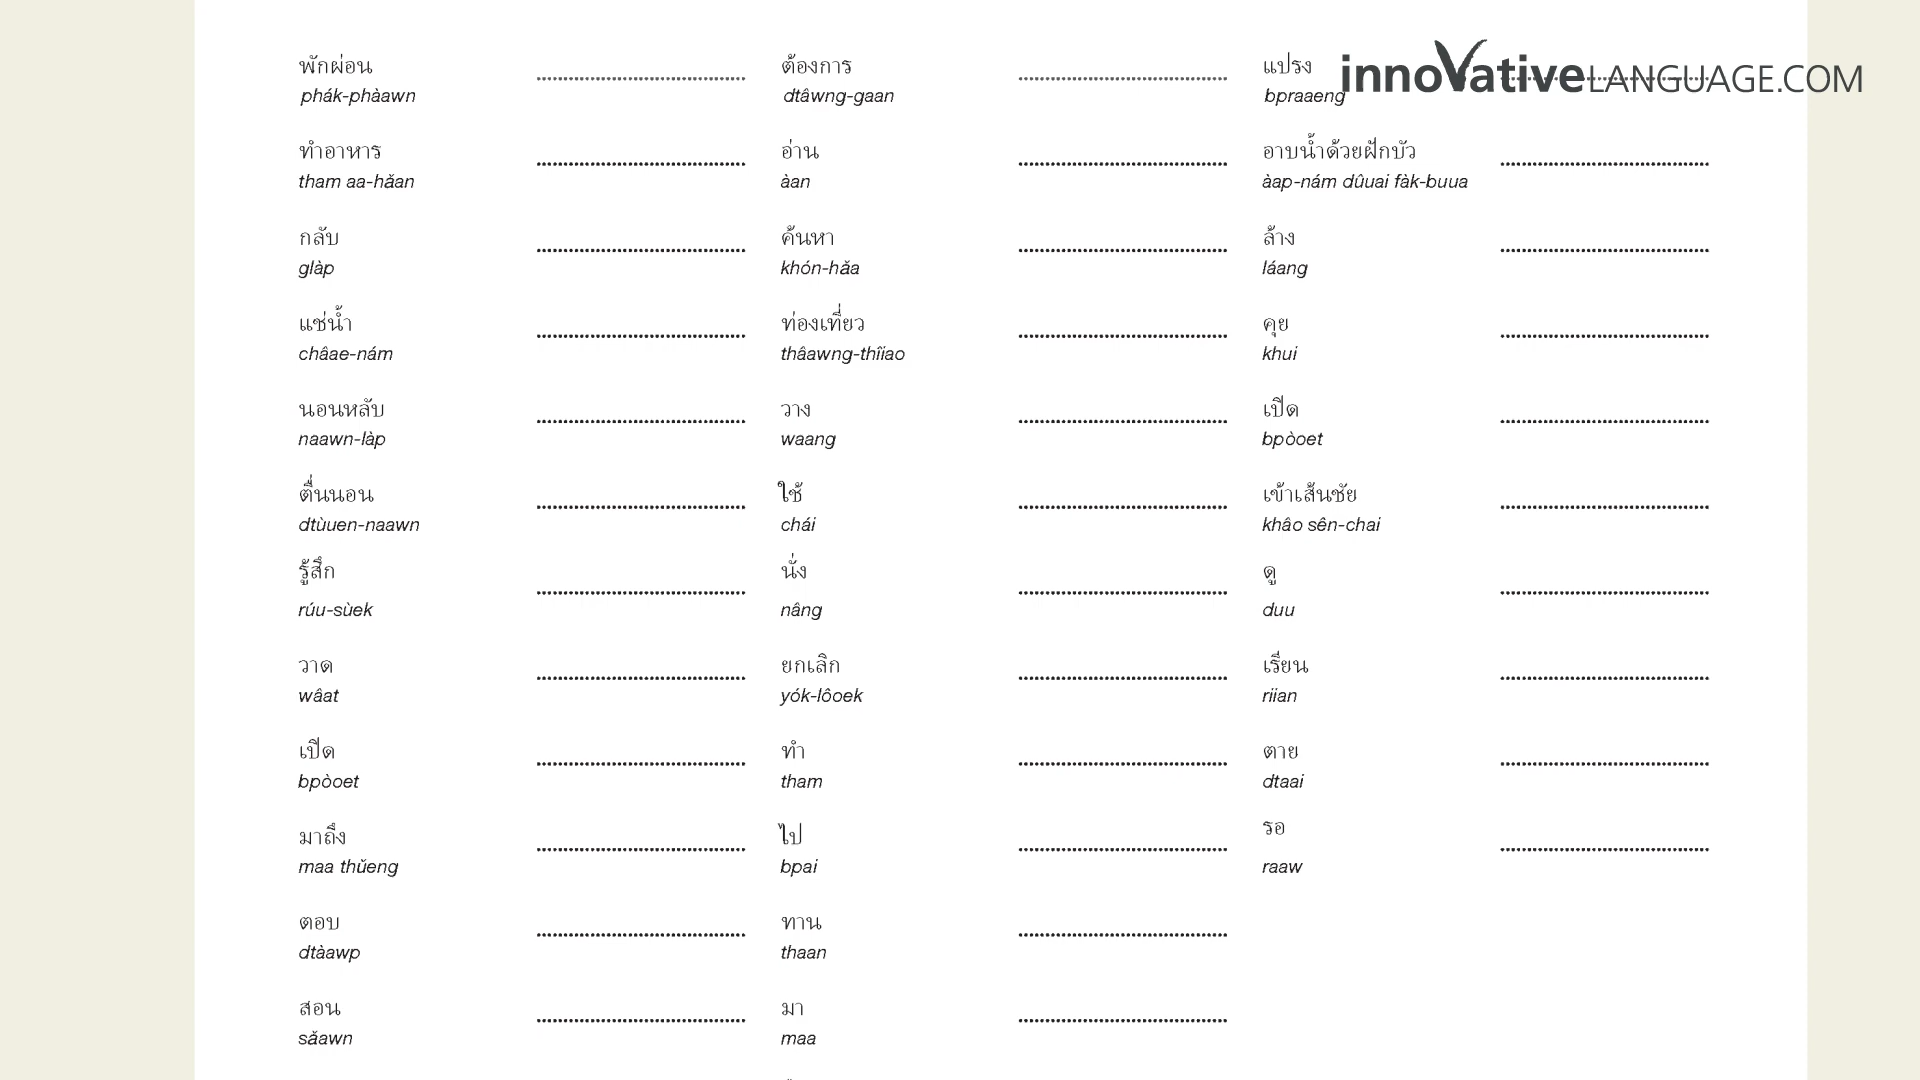 พักผ่อน
phák-phàawn
ทำอาหาร
tham aa-hǎan
กลับ
glàp
แช่น้ำ
châae-nám
นอนหลับ
naawn-làp
ตื่นนอน
dtùuen-naawn
รู้สึก
rúu-sùek
วาด
wâat
เปิด
bpòoet
มาถึง
maa thǔeng
ตอบ
dtàawp
สอน
sǎawn
ต้องการ
dtâwng-gaan
อ่าน
àan
ค้นหา
khón-hǎa
ท่องเที่ยว
thâawng-thîiao
วาง
waang
ใช้
chái
นั่ง
nâng
ยกเลิก
yók-lôoek
ทำ
tham
ไป
bpai
ทาน
thaan
มา
maa
แปรง
bpraaeng
อาบน้ำด้วยฝักบัว
àap-nám dûuai fàk-buua
ล้าง
láang
คุย
khui
เปิด
bpòoet
เข้าเส้นชัย
khâo sên-chai
ดู
duu
เรียน
riian
ตาย
dtaai
รอ
raaw
innoVativeLANGUAGE.COM